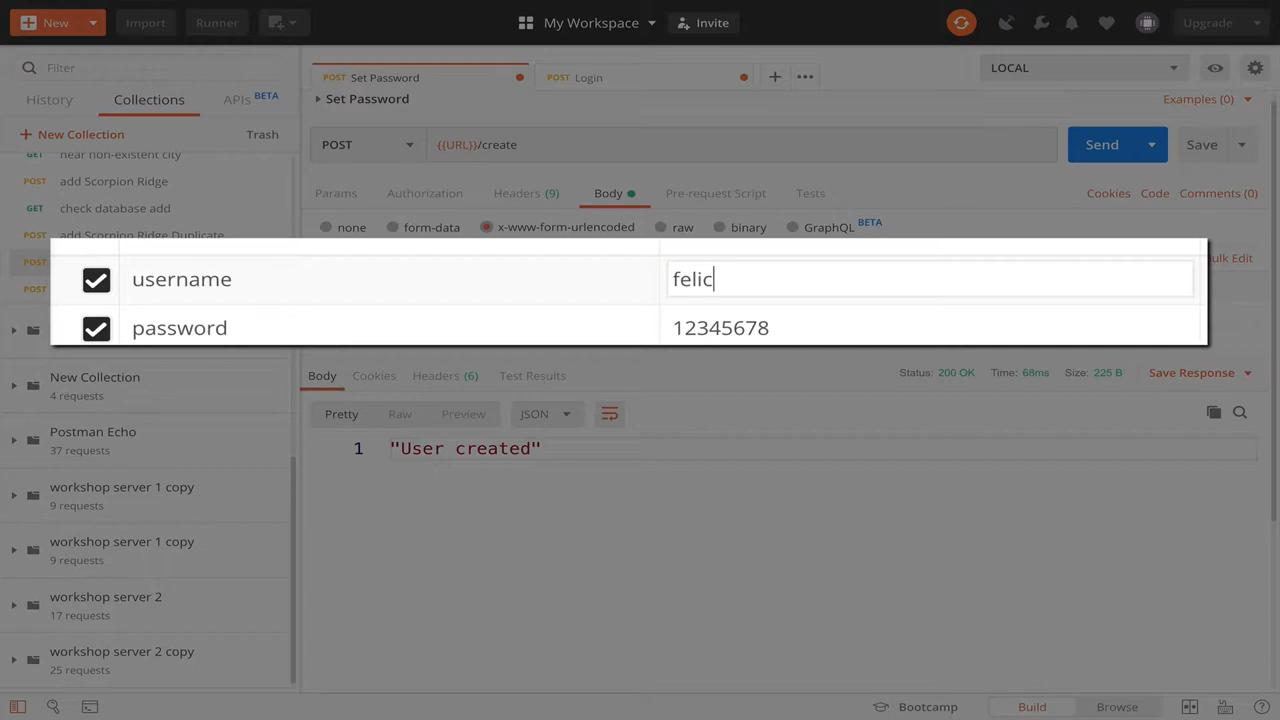 New
Import
Runner
My Workspace
Invite
Upgrade
Filter
History
Collections
APIs BETA
New Collection
Trash
GET near non-existent city
POST add Scorpion Ridge
GET check database add
POST add Scorpion Ridge Duplicate
POST
POST
New Collection
4 requests
Postman Echo
37 requests
workshop server 1 copy
9 requests
workshop server 1 copy
9 requests
workshop server 2
17 requests
workshop server 2 copy
25 requests
POST Set Password
POST Login
LOCAL
Set Password
Examples (0)
POST
{{URL}}/create
Send
Save
Params
Authorization
Headers (9)
Body
Pre-request Script
Tests
Cookies
Code
Comments (0)
none
form-data
x-www-form-urlencoded
raw
binary
GraphQL BETA
Bulk Edit
username felic
password 12345678
Body
Cookies
Headers (6)
Test Results
Status: 200 OK
Time: 68ms
Size: 225 B
Save Response
Pretty
Raw
Preview
JSON
1 "User created"
Bootcamp
Build
Browse